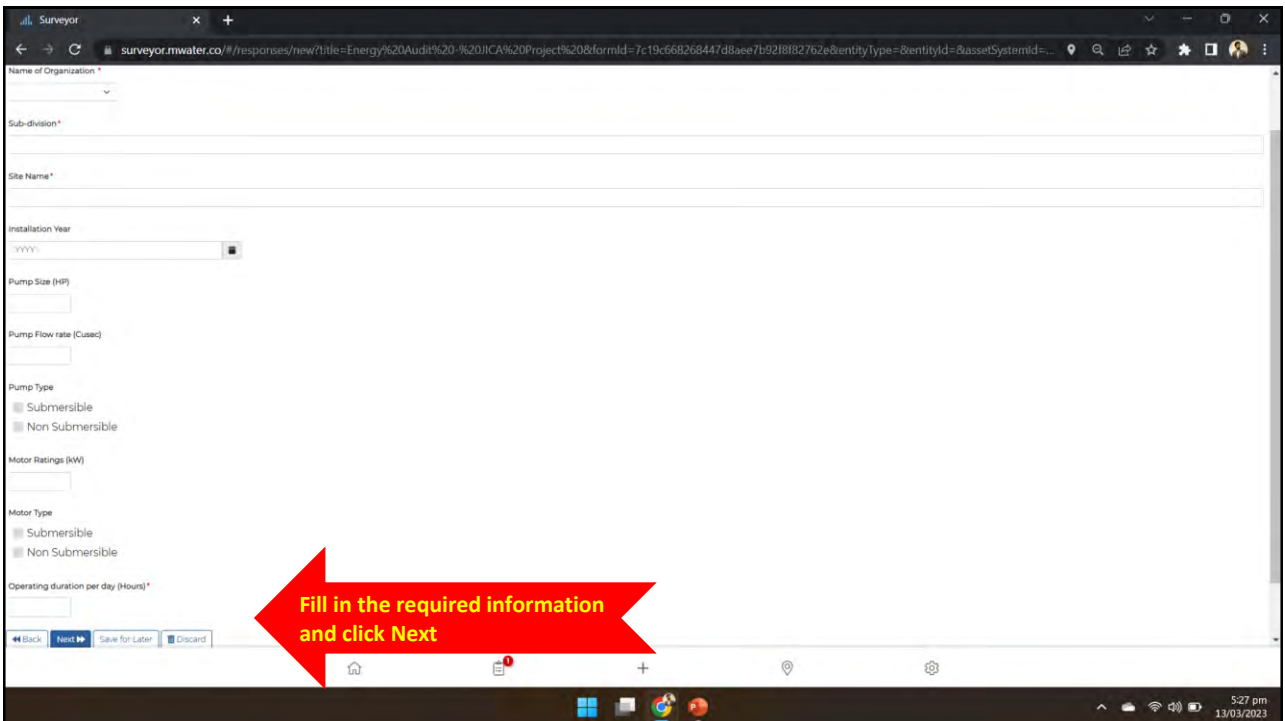 Surveyor
surveyor.mwater.co/#/responses/new?title=Energy%20Audit%20-%20JICA%20Project%20&formId=7c19c668268447d8aee7b92f8f82762e&entityType=&entityId=&assetSystemId=...
Name of Organization *
Sub-division*
Site Name*
Installation Year
YYYY
Pump Size (HP)
Pump Flow rate (Cusec)
Pump Type
Submersible
Non Submersible
Motor Ratings (kW)
Motor Type
Submersible
Non Submersible
Operating duration per day (Hours)*
Fill in the required information
and click Next
Back Next Save for Later Discard
1
5:27 pm
13/03/2023